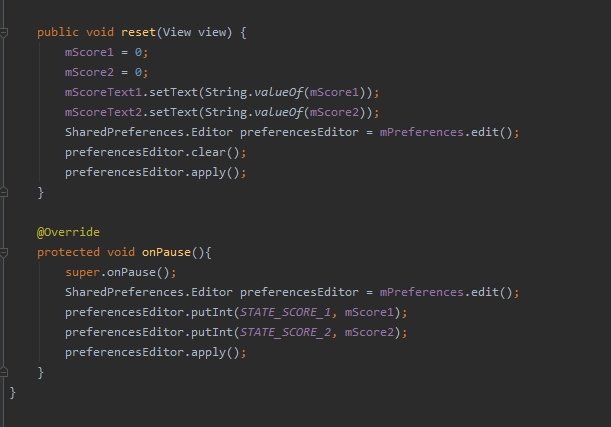 public void reset(View view) {
mScore1 = 0;
mScore2 = 0;
mScoreText1.setText(String.valueOf(mScore1));
mScoreText2.setText(String.valueOf(mScore2));
SharedPreferences.Editor preferencesEditor = mPreferences.edit();
preferencesEditor.clear();
preferencesEditor.apply();
}
@Override
protected void onPause(){
super.onPause();
SharedPreferences.Editor preferencesEditor = mPreferences.edit();
preferencesEditor.putInt(STATE_SCORE_1, mScore1);
preferencesEditor.putInt(STATE_SCORE_2, mScore2);
preferencesEditor.apply();
}
}